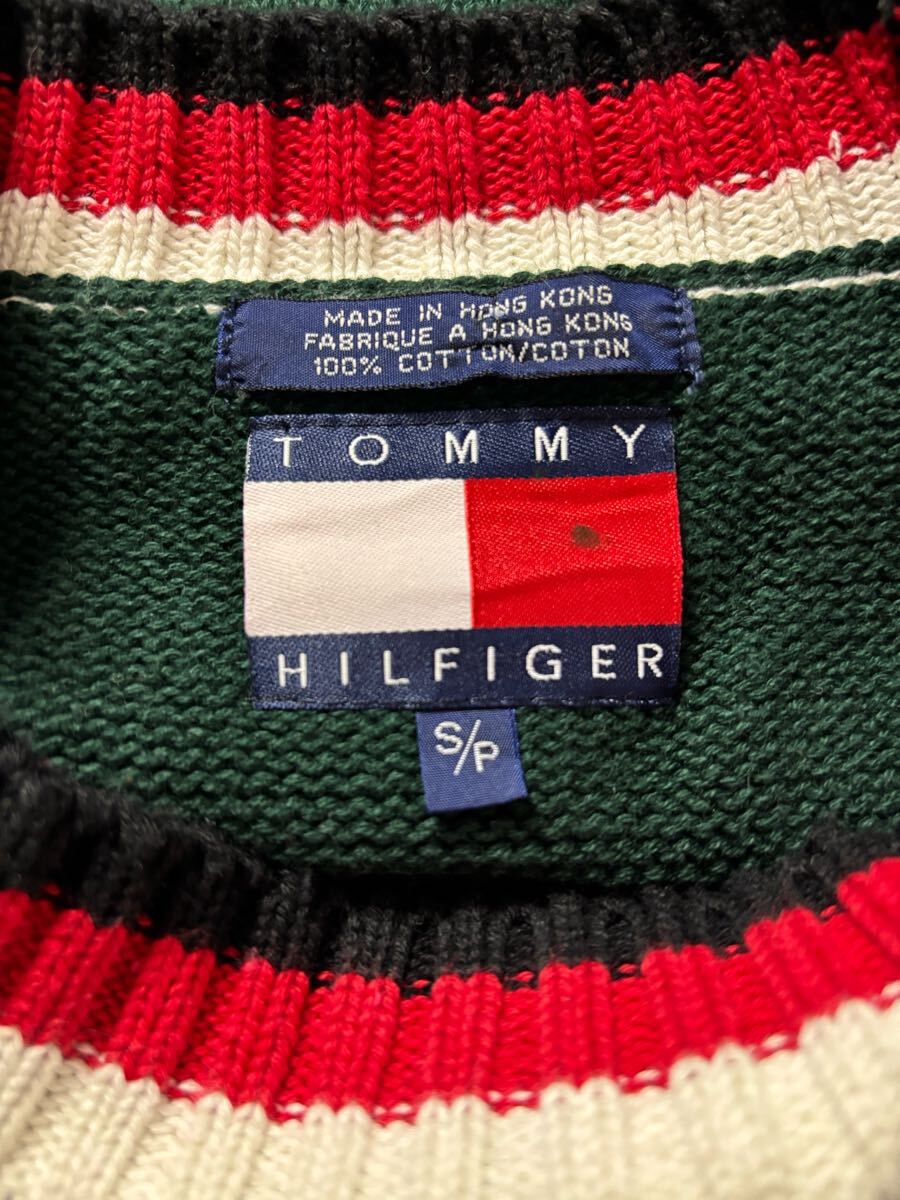 MADE IN HONG KONG
FABRIQUE A HONG KONG
100% COTTON/COTON
TOMMY
HILFIGER
S/P